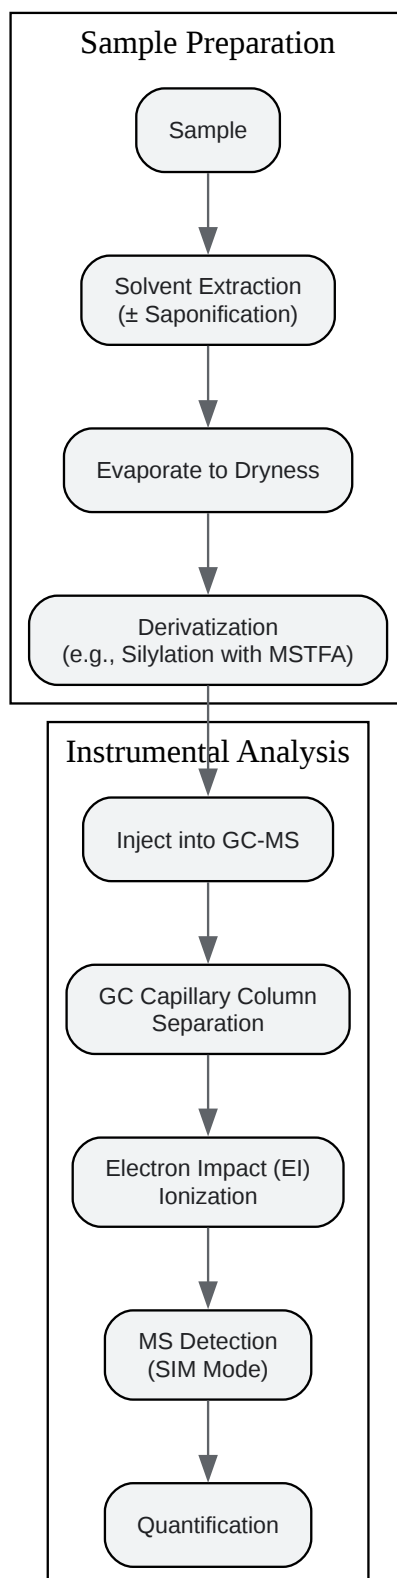 Sample Preparation
Sample
Solvent Extraction
(± Saponification)
Evaporate to Dryness
Derivatization
(e.g., Silylation with MSTFA)
Instrumental Analysis
Inject into GC-MS
GC Capillary Column
Separation
Electron Impact (EI)
Ionization
MS Detection
(SIM Mode)
Quantification